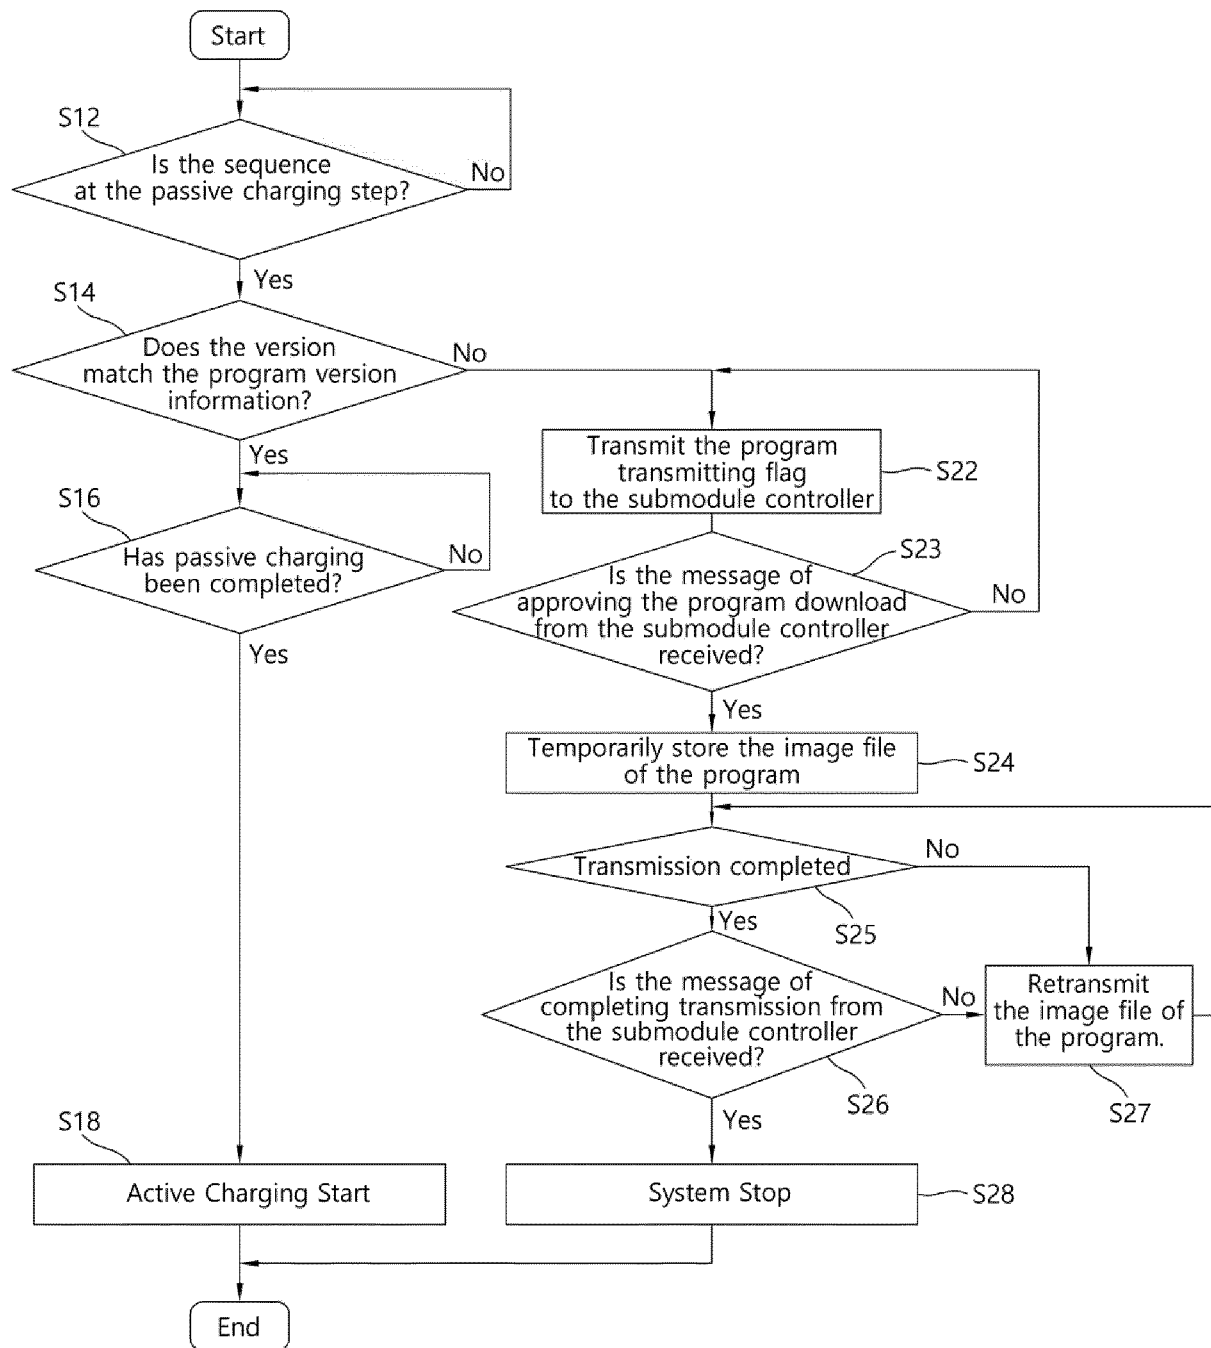 Start
S12
Is the sequence
at the passive charging step?
No
Yes
S14
Does the version
match the program version
information?
No
Yes
Transmit the program
transmitting flag
to the submodule controller
S22
S16
Has passive charging
been completed?
No
Yes
S23
Is the message of
approving the program download
from the submodule controller
received?
No
Yes
Temporarily store the image file
of the program
S24
Transmission completed
No
S25
Yes
Is the message of
completing transmission from
the submodule controller
received?
No
S26
Yes
Retransmit
the image file of
the program.
S27
S18
Active Charging Start
System Stop
S28
End